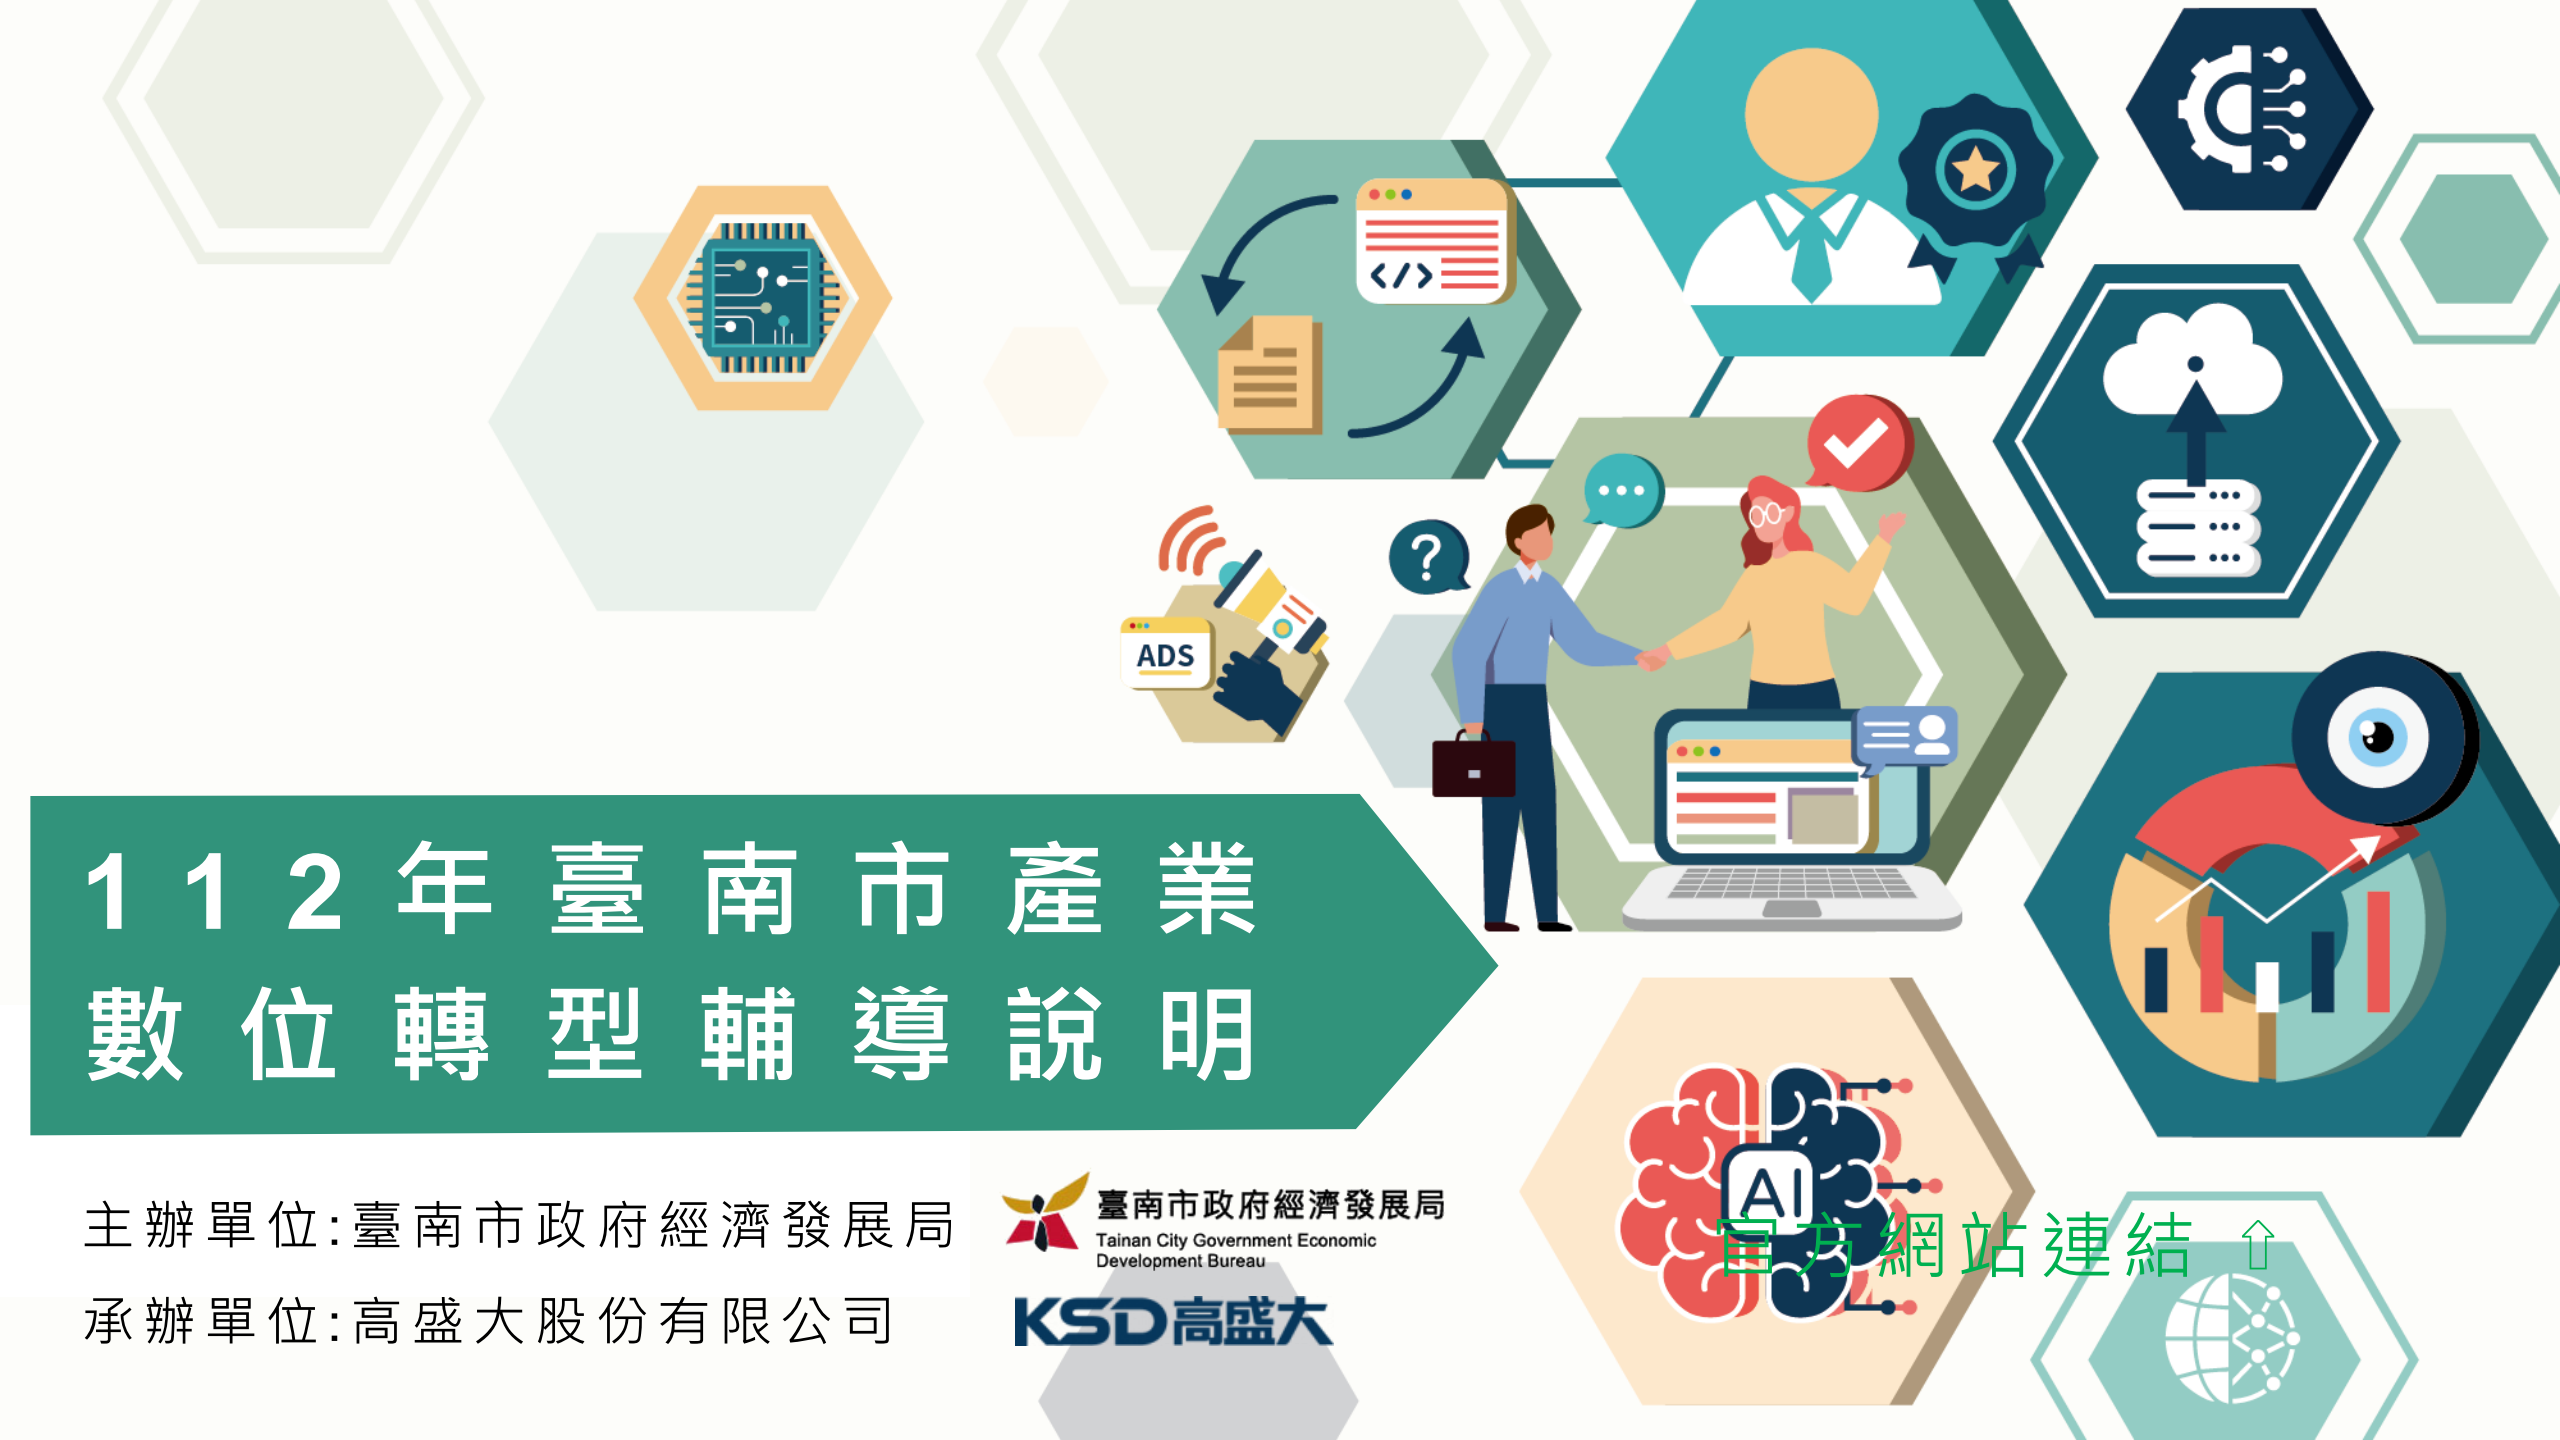 </>
?
ADS
112年臺南市產業
數位轉型輔導說明
主辦單位:臺南市政府經濟發展局
臺南市政府經濟發展局
Tainan City Government Economic
Development Bureau
承辦單位:高盛大股份有限公司
KSD高盛大
AI
官方網站連結 ⇧